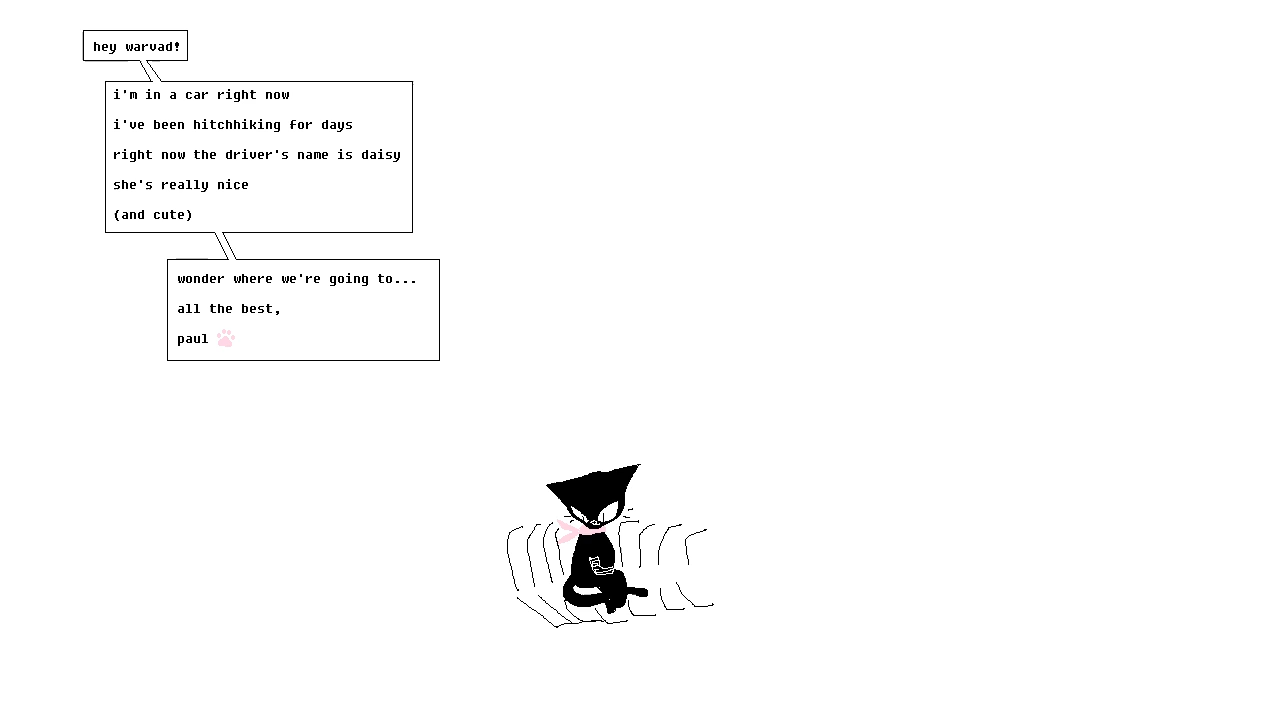 hey warvad!
i'm in a car right now
i've been hitchhiking for days
right now the driver's name is daisy
she's really nice
(and cute)
wonder where we're going to...
all the best,
paul